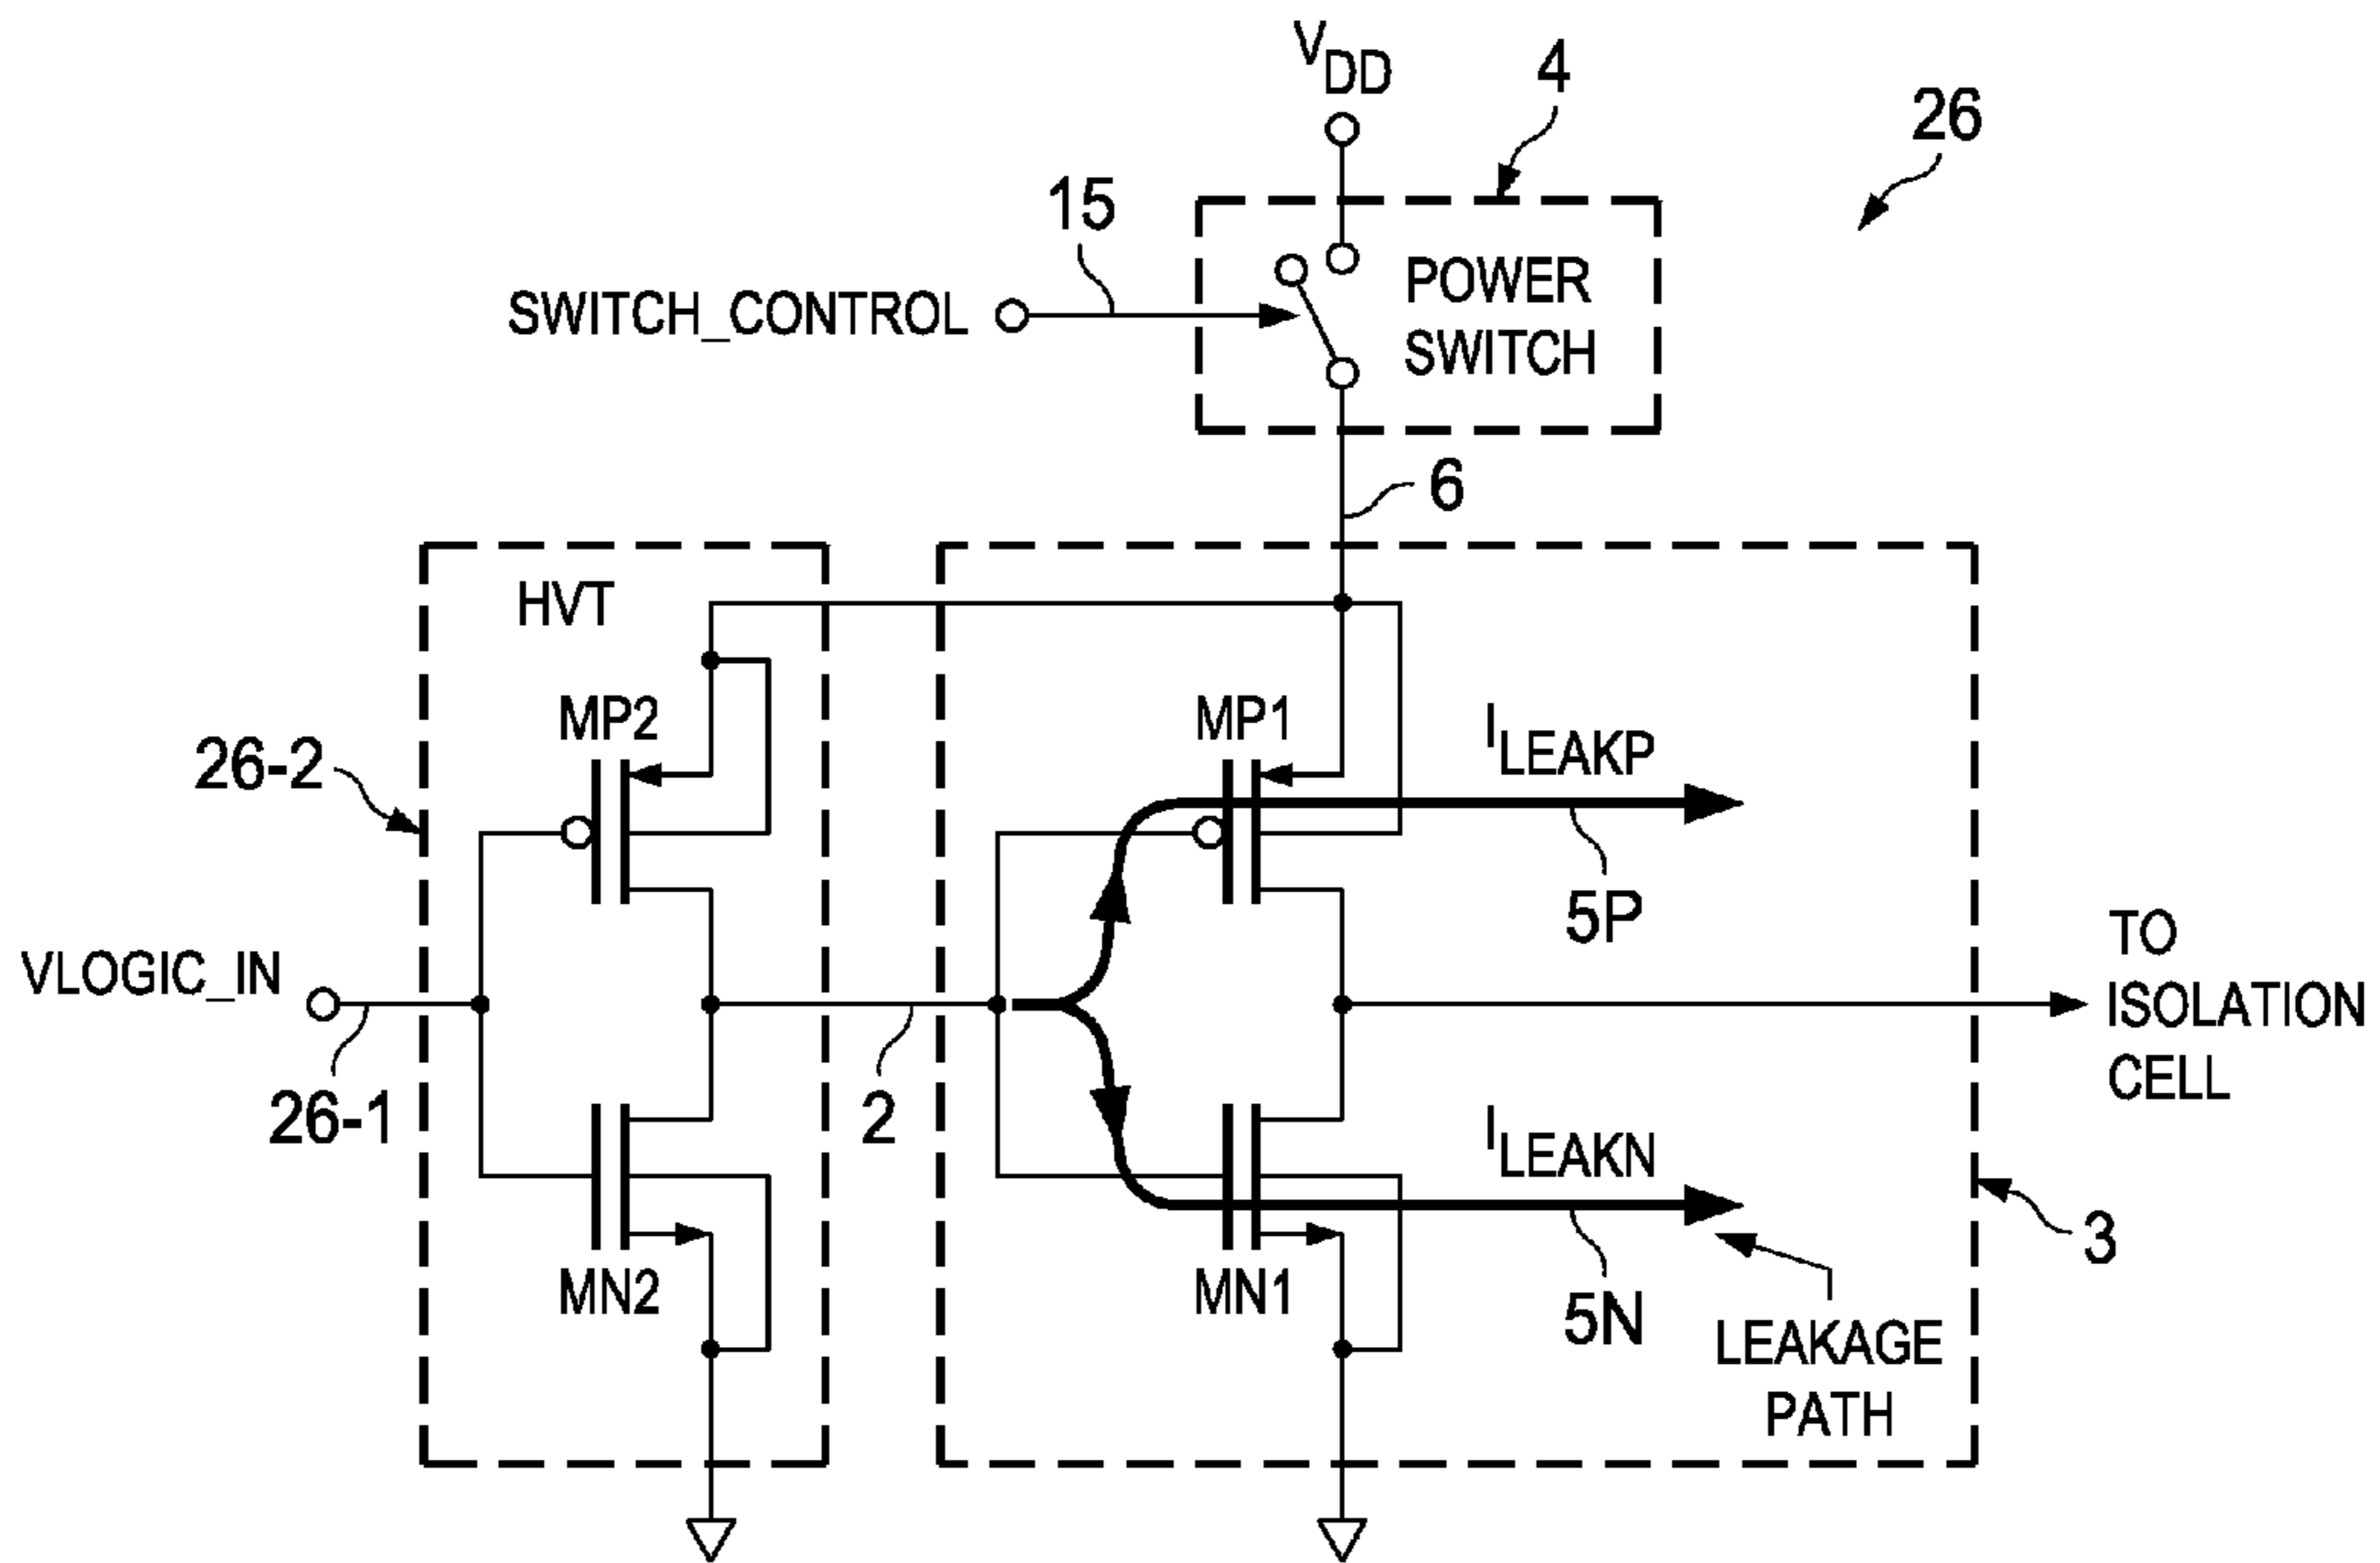 VDD
4
26
15
POWER
SWITCH
SWITCH_CONTROL
6
HVT
MP2
MP1
ILEAKP
26-2
5P
VLOGIC_IN
TO
ISOLATION
CELL
26-1
2
ILEAKN
MN2
MN1
5N
3
LEAKAGE
PATH